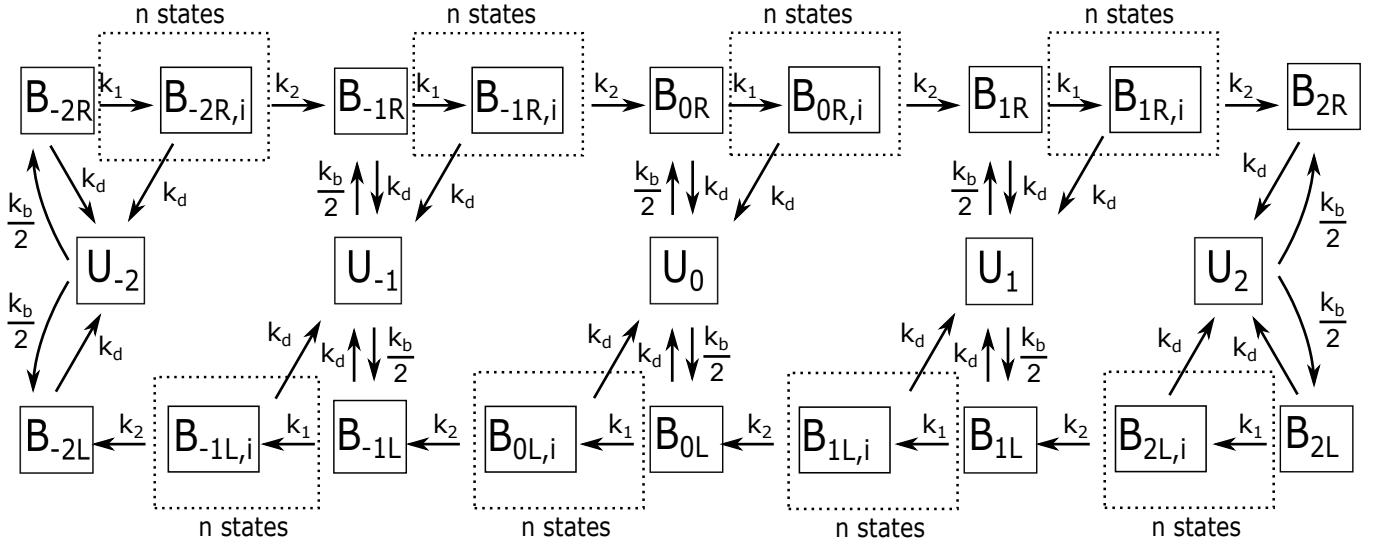 n states n states n states n states
B-2R k1 B-2R,i k2 B-1R k1 B-1R,i k2 B0R k1 B0R,i k2 B1R k1 B1R,i k2 B2R
kd kd kb/2 kd kd kb/2 kd kd kb/2 kd kd kd
kb/2 kb/2
U-2 U-1 U0 U1 U2
kb/2 kb/2
kd kd kd kb/2 kd kd kb/2 kd kd kb/2 kd kd
B-2L k2 B-1L,i k1 B-1L k2 B0L,i k1 B0L k2 B1L,i k1 B1L k2 B2L,i k1 B2L
n states n states n states n states